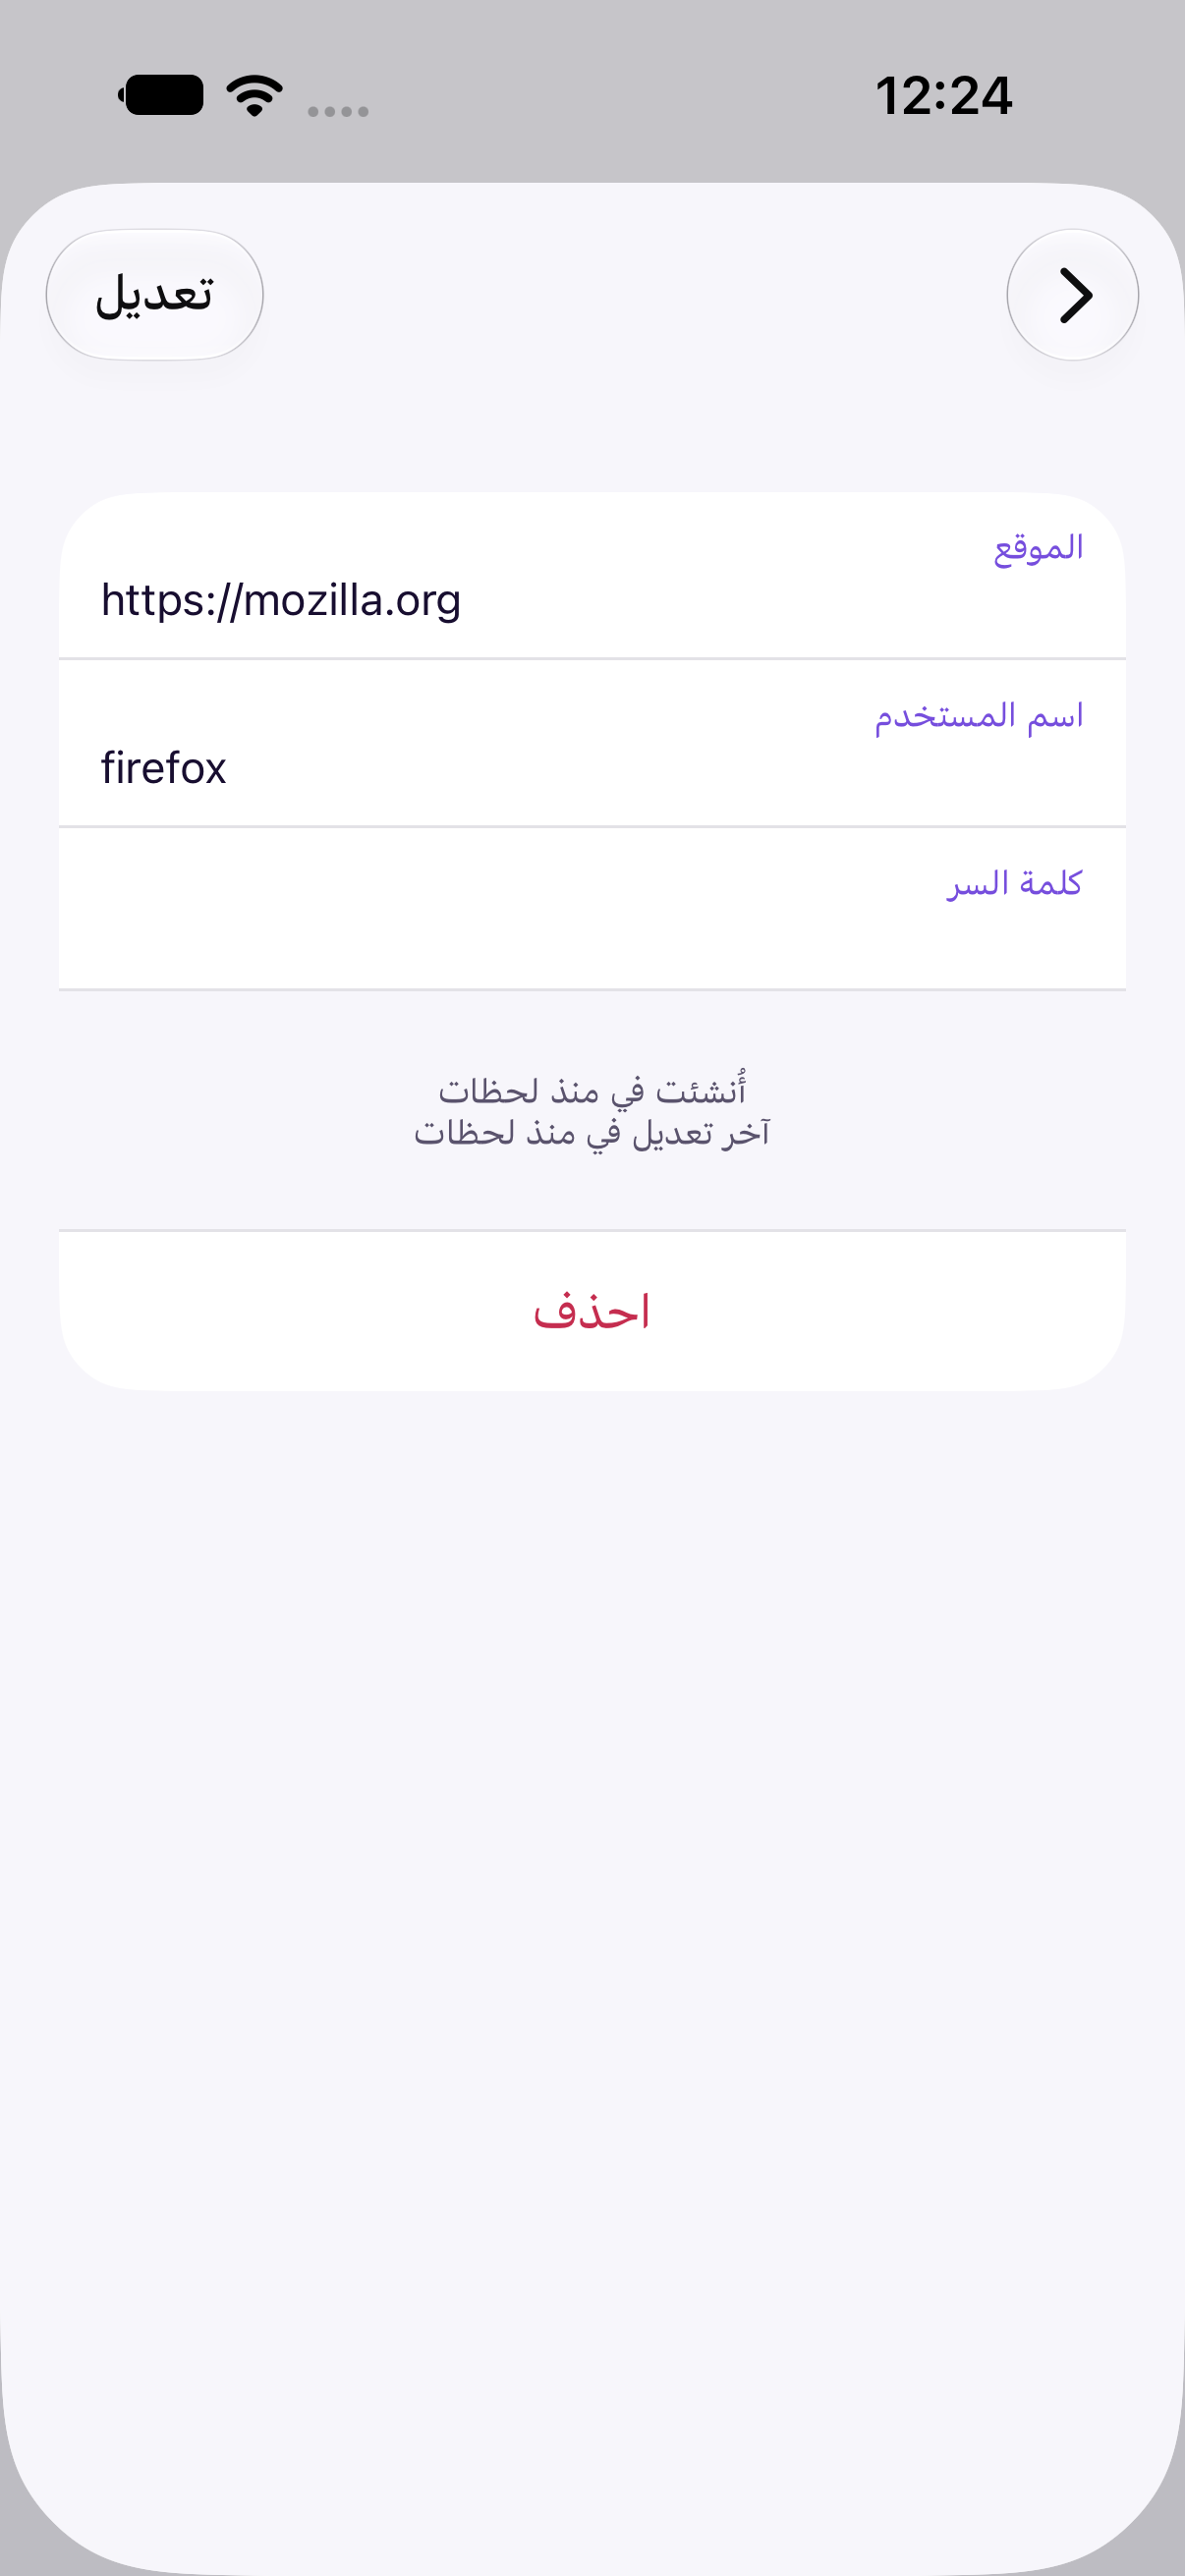 12:24
تعديل
الموقع
https://mozilla.org
اسم المستخدم
firefox
كلمة السر
أُنشئت في منذ لحظات
آخر تعديل في منذ لحظات
احذف